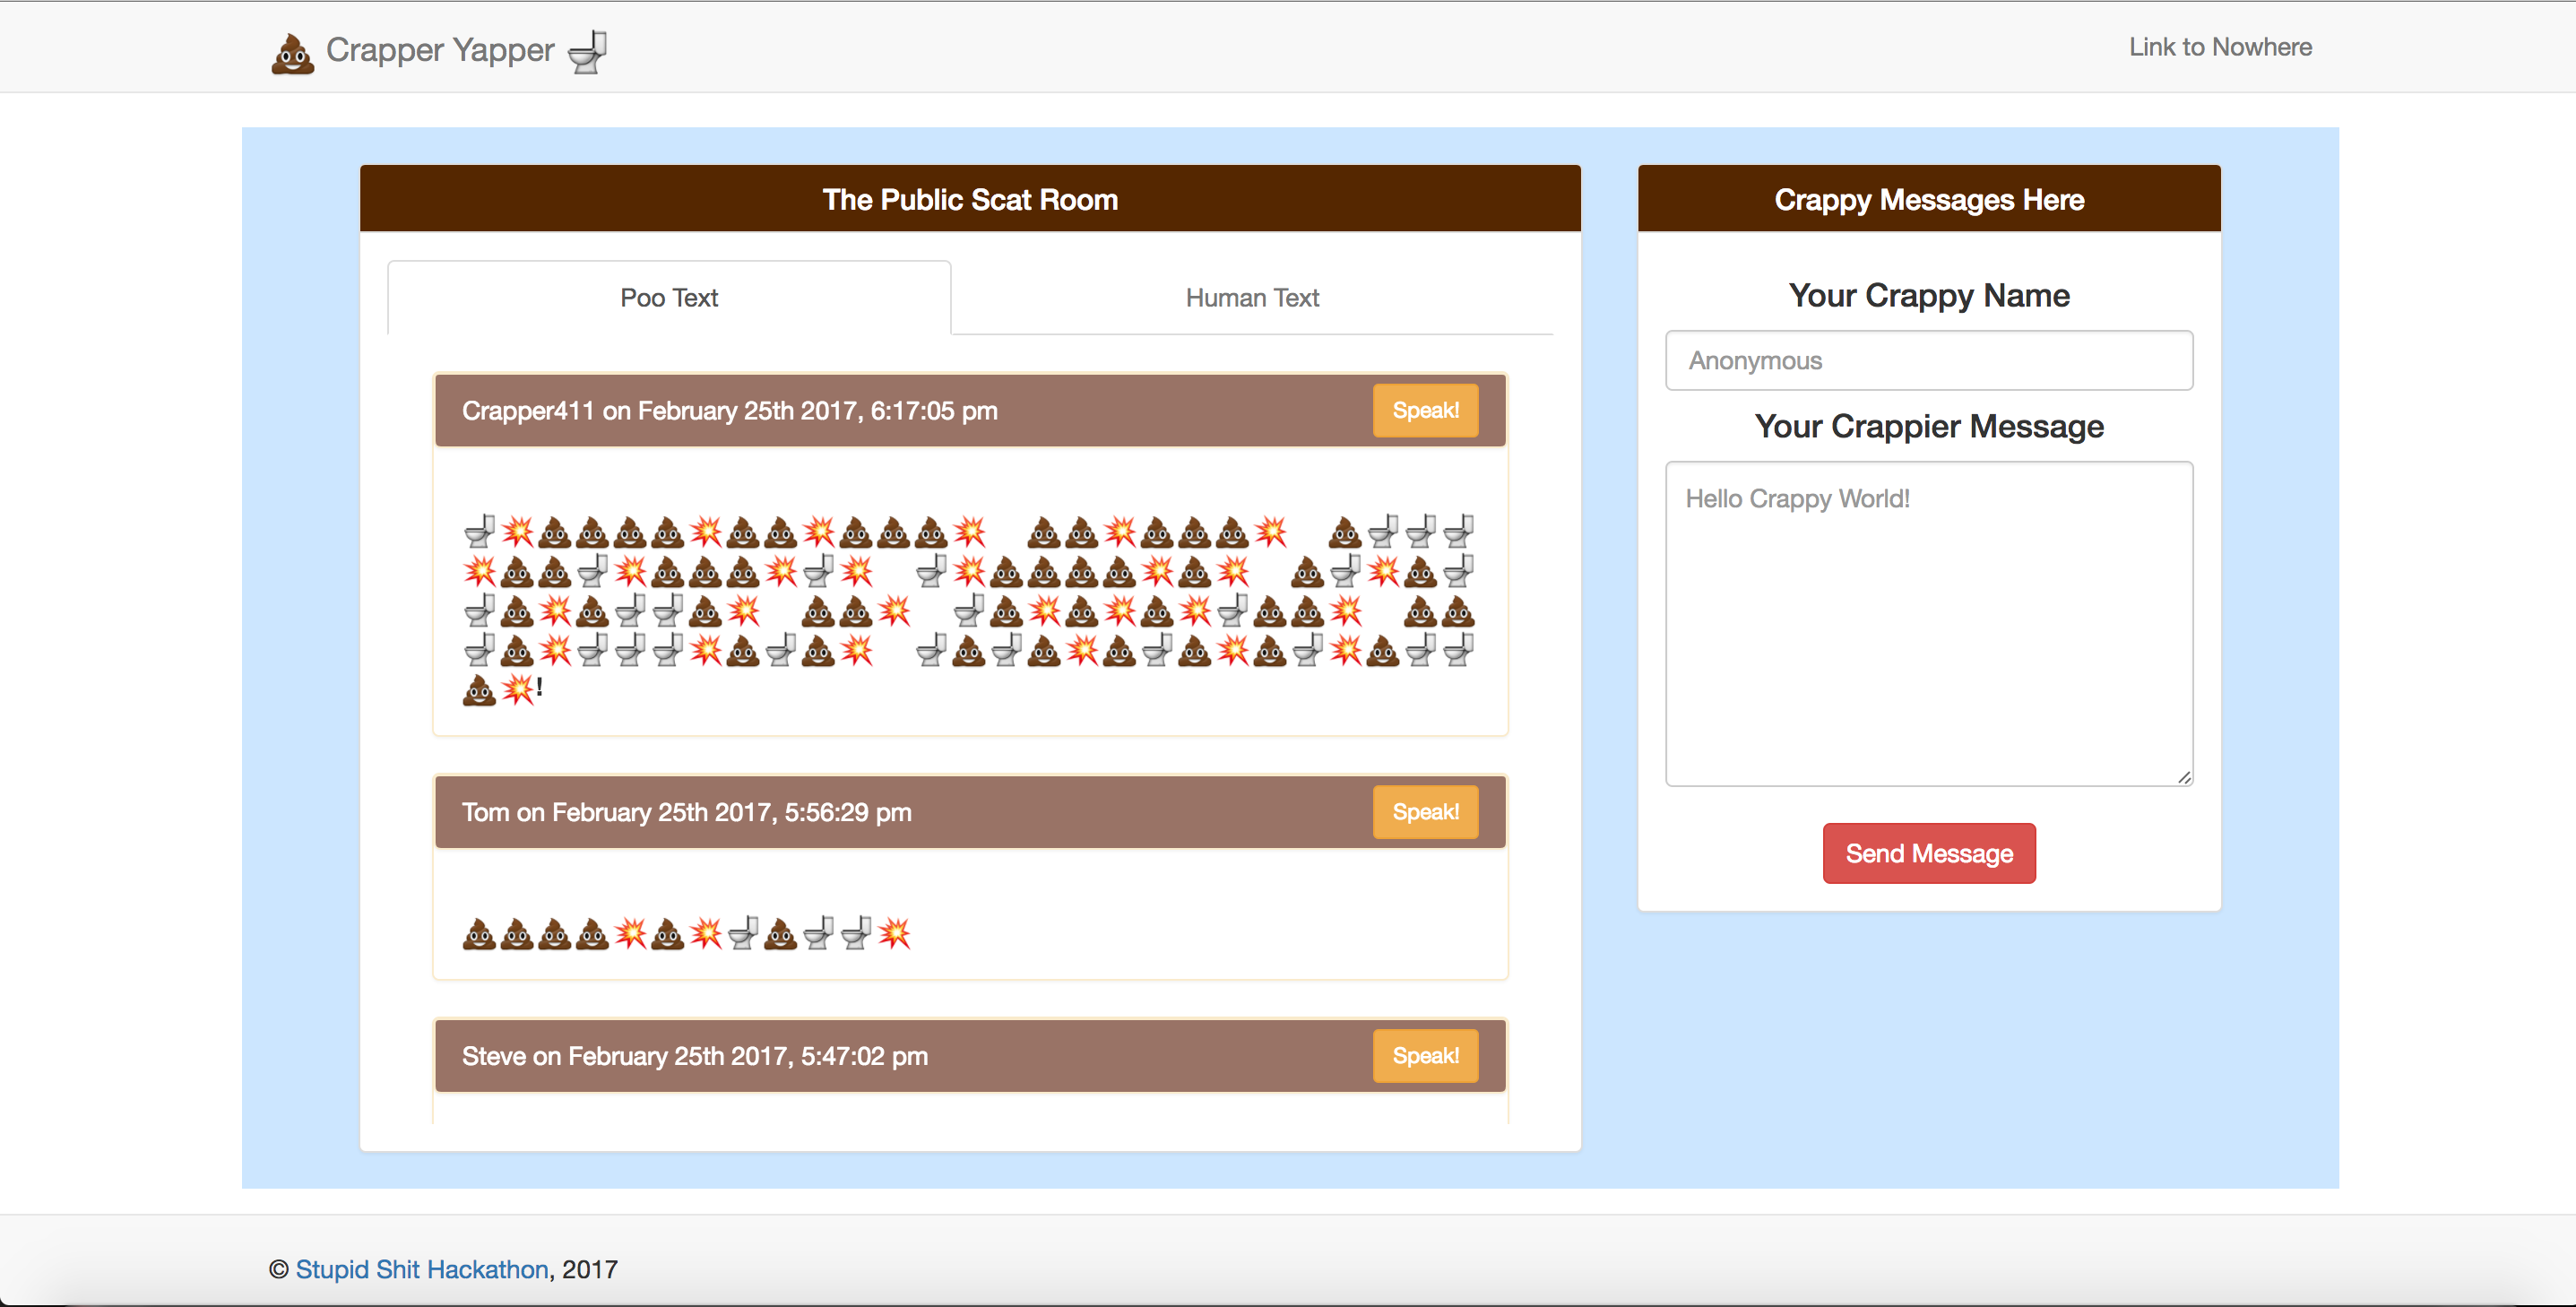 💩 Crapper Yapper 🚽
Link to Nowhere
The Public Scat Room
Poo Text
Human Text
Crapper411 on February 25th 2017, 6:17:05 pm
Speak!
🚽💥💩💩💩💩💥💩💩💥💩💩💩💥 💩💩💥💩💩💩💥 💩🚽🚽🚽
💥💩💩🚽💥💩💩💩💥🚽💥 🚽💥💩💩💩💩💥💩💥 💩🚽💥💩🚽
🚽💩💥💩🚽🚽💩💥 💩💩💥 🚽💩💥💩💥💩💥🚽💩💩💥 💩💩
🚽💩💥🚽🚽🚽💥💩🚽💩💥 🚽💩🚽💩💥💩🚽💩💥💩🚽💥💩🚽🚽
💩💥!
Tom on February 25th 2017, 5:56:29 pm
Speak!
💩💩💩💩💥💩💥🚽💩🚽🚽💥
Steve on February 25th 2017, 5:47:02 pm
Speak!
Crappy Messages Here
Your Crappy Name
Anonymous
Your Crappier Message
Hello Crappy World!
Send Message
© Stupid Shit Hackathon, 2017